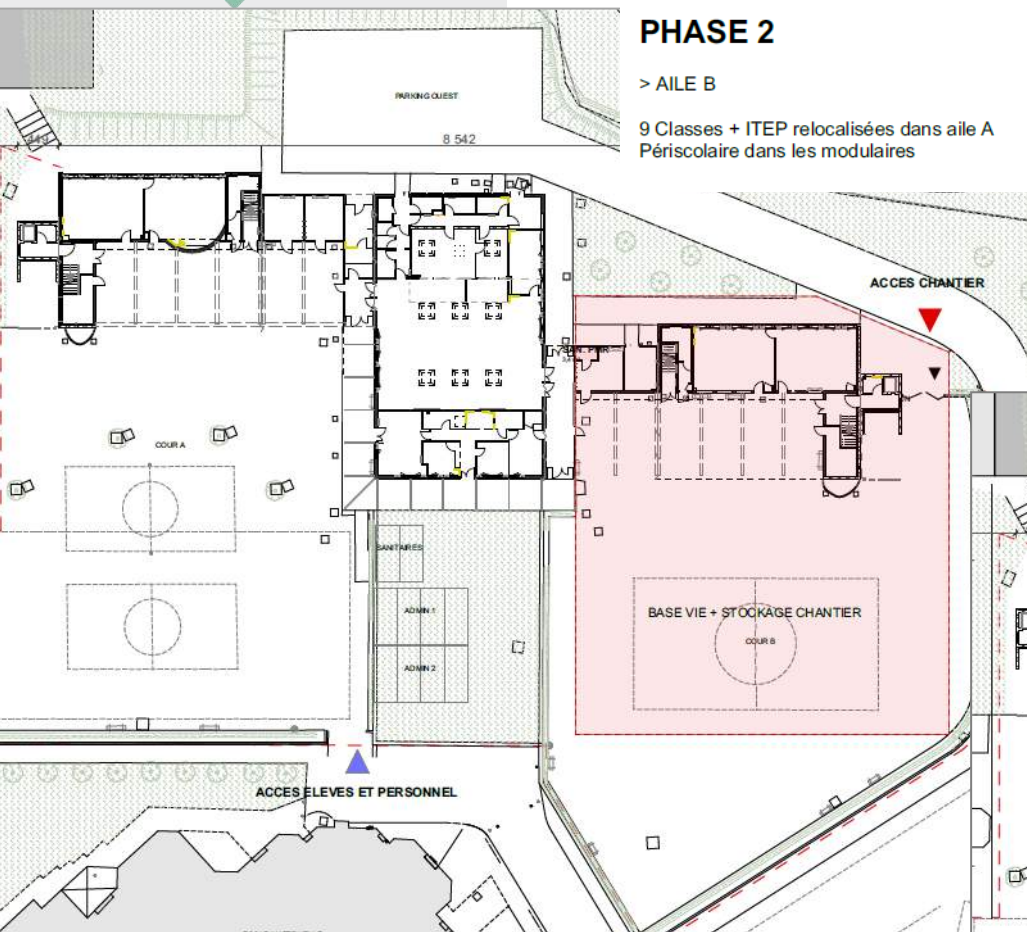 PHASE 2
> AILE B
9 Classes + ITEP relocalisées dans aile A
Périscolaire dans les modulaires
PARKING OUEST
8 542
ACCES CHANTIER
COUR A
SANITAIRES
ADMIN 1
ADMIN 2
BASE VIE + STOCKAGE CHANTIER
COUR B
ACCES ELEVES ET PERSONNEL